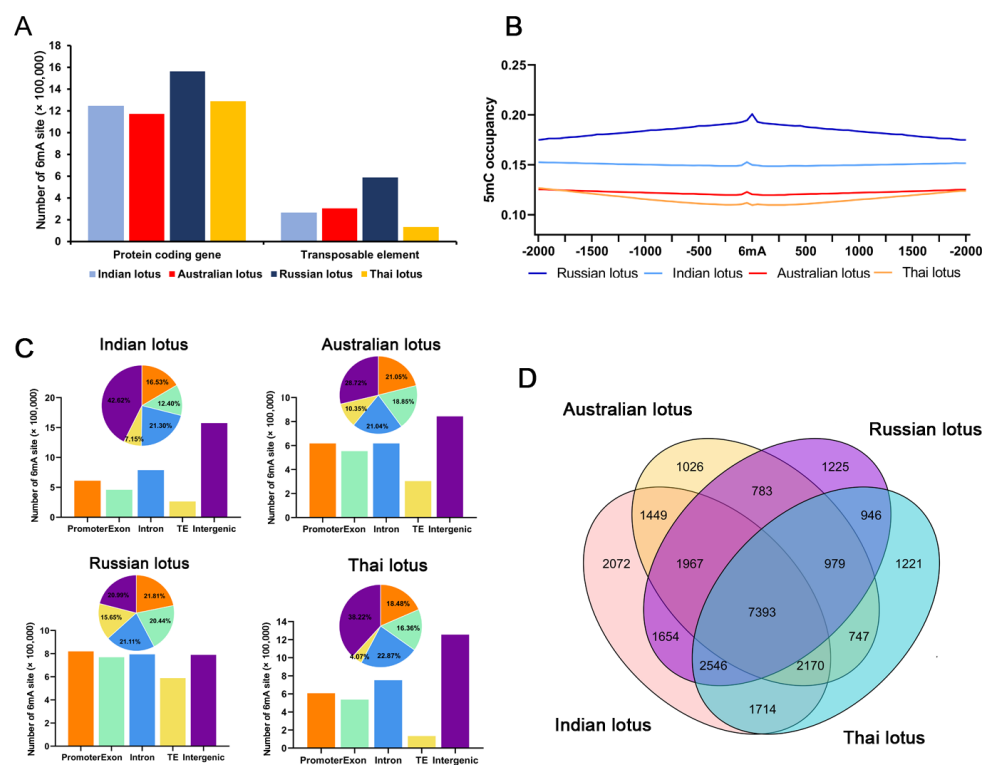 A
Number of 6mA site (× 100,000)
18
16
14
12
10
8
6
4
2
0
Protein coding gene
Transposable element
Indian lotus
Australian lotus
Russian lotus
Thai lotus
B
5mC occupancy
0.25
0.20
0.15
0.10
-2000
-1500
-1000
-500
6mA
500
1000
1500
-2000
Russian lotus
Indian lotus
Australian lotus
Thai lotus
C
Indian lotus
16.53%
12.40%
21.30%
7.15%
42.62%
Number of 6mA site (× 100,000)
20
15
10
5
0
Promoter
Exon
Intron
TE
Intergenic
Australian lotus
21.05%
18.85%
21.04%
10.35%
Number of 6mA site (× 100,000)
10
8
6
4
2
0
Promoter
Exon
Intron
TE
Intergenic
Russian lotus
21.81%
20.44%
21.11%
15.65%
Number of 6mA site (× 100,000)
10
8
6
4
2
0
Promoter
Exon
Intron
TE
Intergenic
Thai lotus
18.48%
16.36%
22.87%
4.07%
Number of 6mA site (× 100,000)
14
12
10
8
6
4
2
0
Promoter
Exon
Intron
TE
Intergenic
D
Australian lotus
Russian lotus
Indian lotus
Thai lotus
1026
1225
783
1449
946
2072
1967
979
1221
7393
1654
747
2546
2170
1714